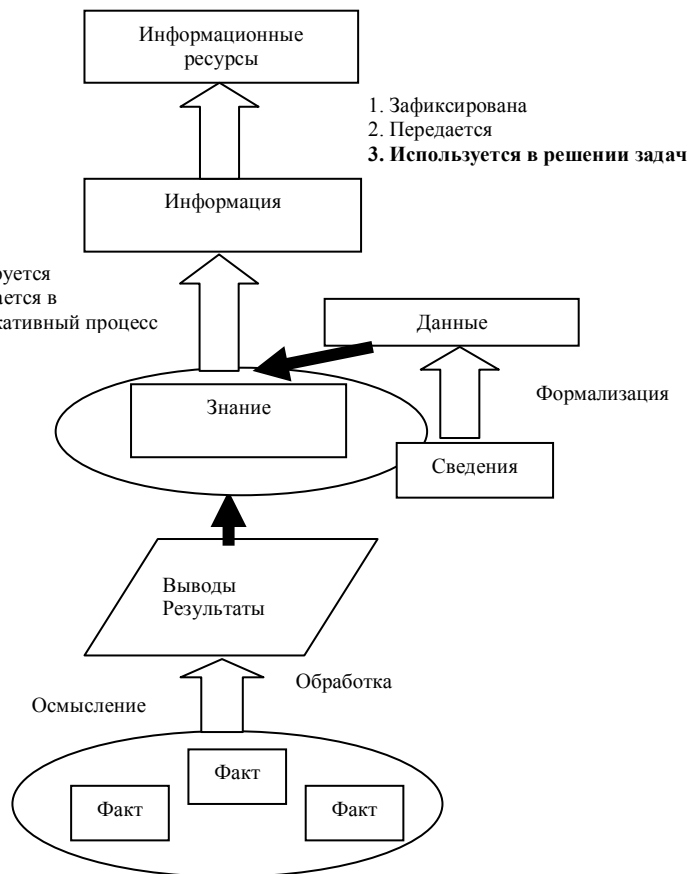 Информационные
ресурсы
1. Зафиксирована
2. Передается
3. Используется в решении задач
Информация
процесс
Данные
Формализация
Знание
Сведения
Выводы
Результаты
Обработка
Осмысление
Факт
Факт
Факт